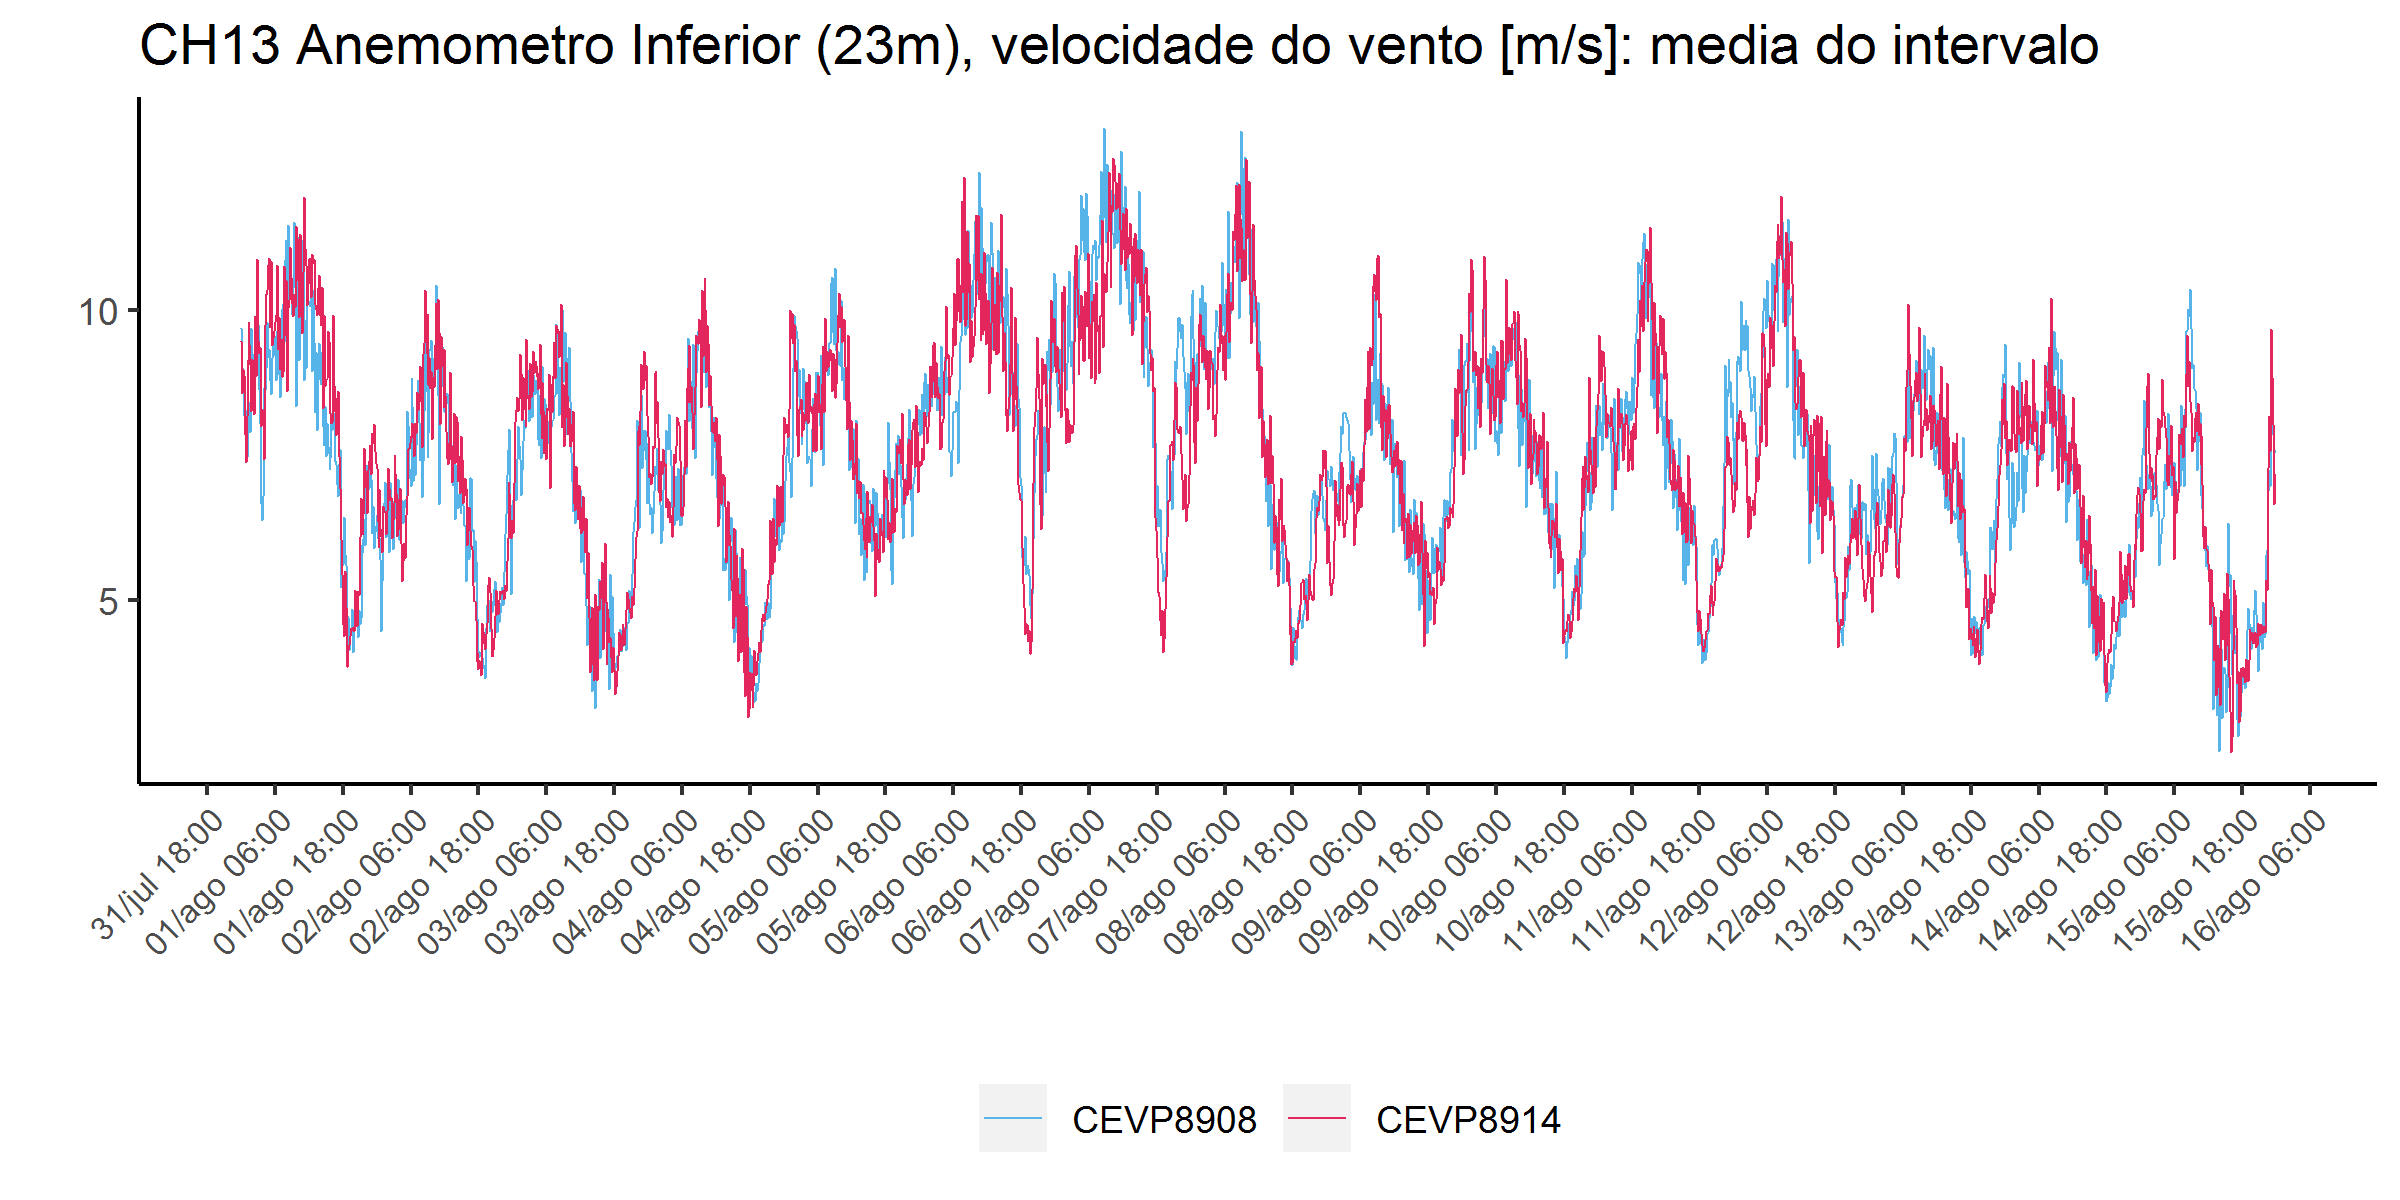 CH13 Anemometro Inferior (23m), velocidade do vento [m/s]: media do intervalo
10
5
31/jul 18:00
01/ago 06:00
01/ago 18:00
02/ago 06:00
02/ago 18:00
03/ago 06:00
03/ago 18:00
04/ago 06:00
04/ago 18:00
05/ago 06:00
05/ago 18:00
06/ago 06:00
06/ago 18:00
07/ago 06:00
07/ago 18:00
08/ago 06:00
08/ago 18:00
09/ago 06:00
09/ago 18:00
10/ago 06:00
10/ago 18:00
11/ago 06:00
11/ago 18:00
12/ago 06:00
12/ago 18:00
13/ago 06:00
13/ago 18:00
14/ago 06:00
14/ago 18:00
15/ago 06:00
15/ago 18:00
16/ago 06:00
CEVP8908
CEVP8914